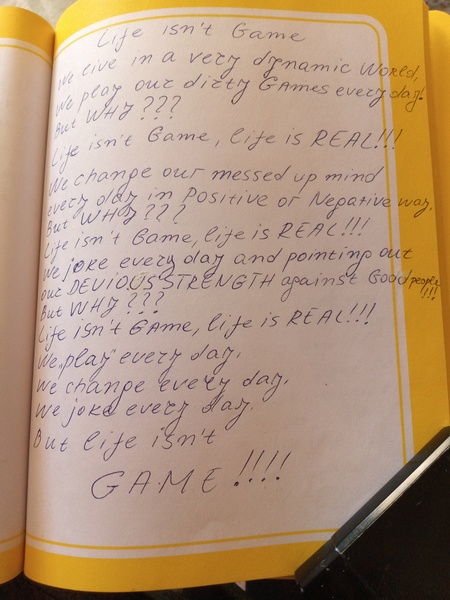 Life isn't Game
We live in a very dynamic World,
We play our dirty Games every day!
But WHY ???
Life isn't Game, life is REAL!!!
We change our messed up mind
every day in Positive or Negative way.
But WHY ???
Life isn't Game, life is REAL!!!
We joke every day and pointing out
our DEVIOUS STRENGTH against Good people
!!!
But WHY ???
Life isn't GAme, life is REAL!!!
We „play" every day.
We change every day.
We joke every day.
But life isn't
GAME!!!!